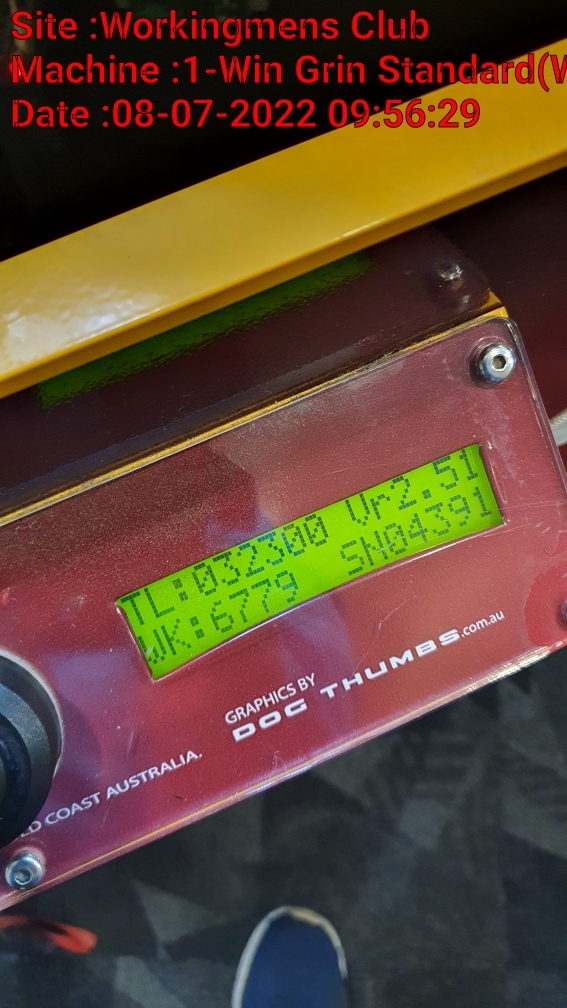 Site :Workingmens Club
Machine :1-Win Grin Standard(W
Date :08-07-2022 09:56:29
TL:032300 Vr2.51
WK:6779 SN04391
GRAPHICS BY
DOG THUMBS.com.au
LD COAST AUSTRALIA.